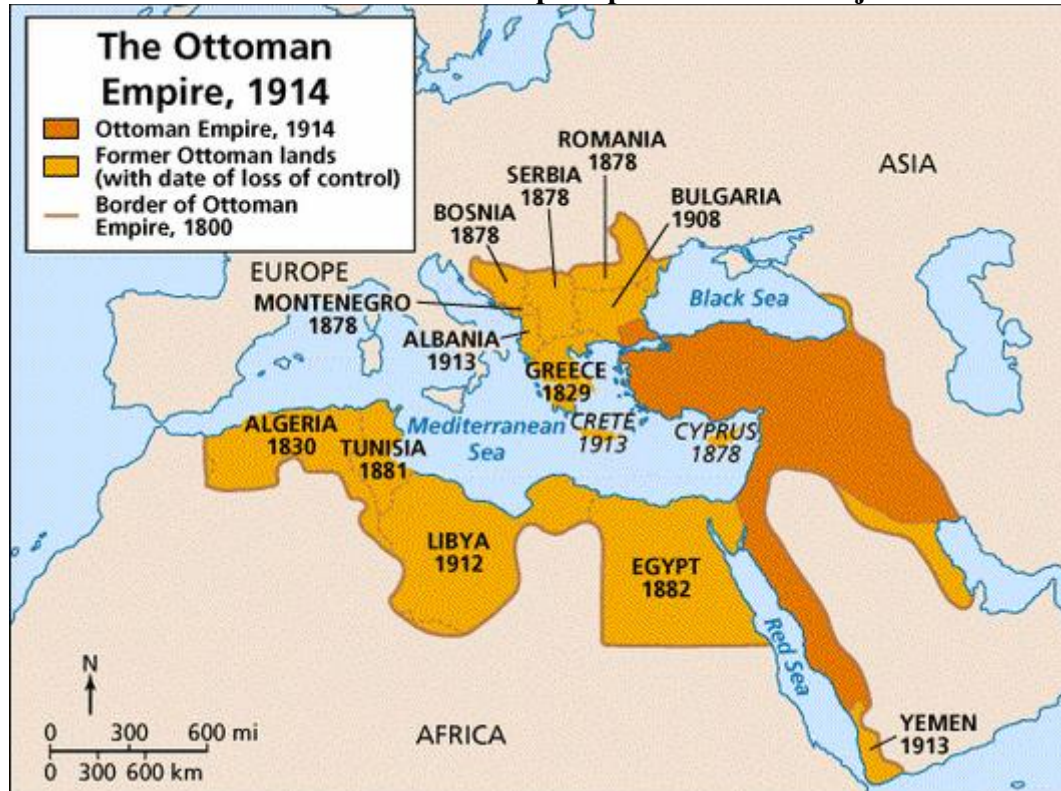 The Ottoman
Empire, 1914
Ottoman Empire, 1914
Former Ottoman lands
(with date of loss of control)
Border of Ottoman
Empire, 1800
ROMANIA
1878
ASIA
SERBIA
1878
BULGARIA
1908
BOSNIA
1878
EUROPE
Black Sea
MONTENEGRO
1878
ALBANIA
1913
GREECE
1829
ALGERIA
1830
Mediterranean
Sea
CRETE
1913
CYPRUS
1878
TUNISIA
1881
LIBYA
1912
EGYPT
1882
Red Sea
N
0 300 600 mi
0 300 600 km
AFRICA
YEMEN
1913